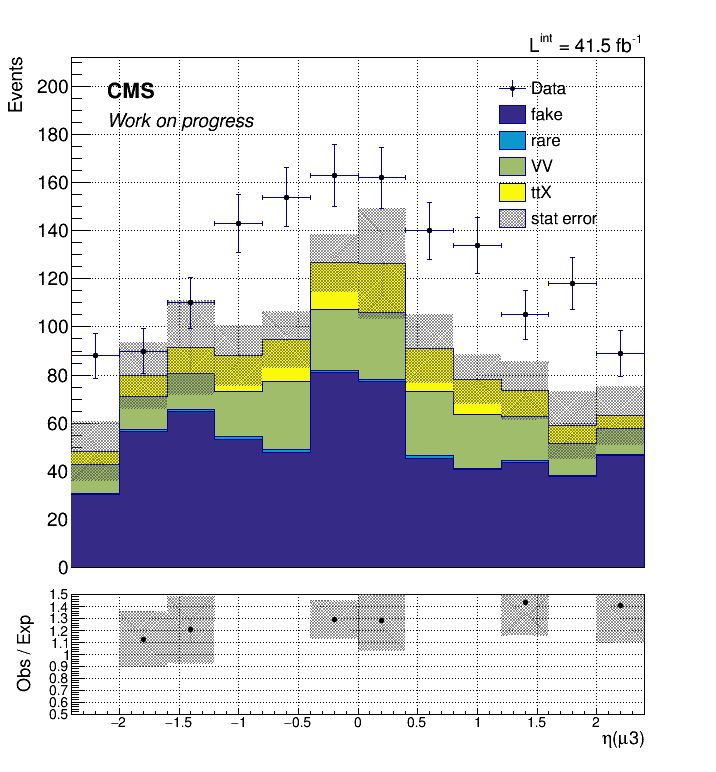 L^int = 41.5 fb^-1
Events
CMS
Work on progress
Data
fake
rare
VV
ttX
stat error
200
180
160
140
120
100
80
60
40
20
0
Obs / Exp
1.5
1.4
1.3
1.2
1.1
1
0.9
0.8
0.7
0.6
0.5
−2 −1.5 −1 −0.5 0 0.5 1 1.5 2
η(μ3)